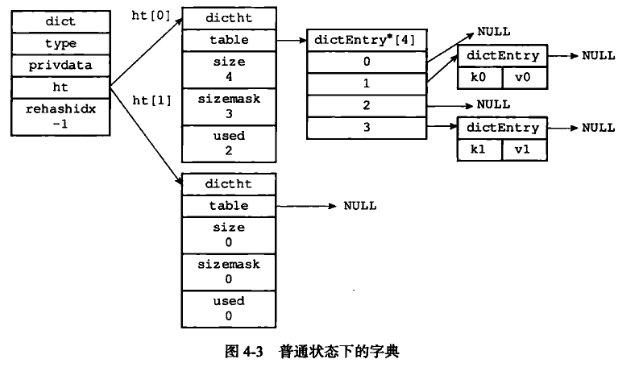 dict
type
privdata
ht
rehashidx
-1
ht[0]
ht[1]
dictht
table
size
4
sizemask
3
used
2
dictEntry*[4]
0
1
2
3
NULL
dictEntry
k0 v0
NULL
NULL
dictEntry
k1 v1
NULL
dictht
table
NULL
size
0
sizemask
0
used
0
图 4-3 普通状态下的字典